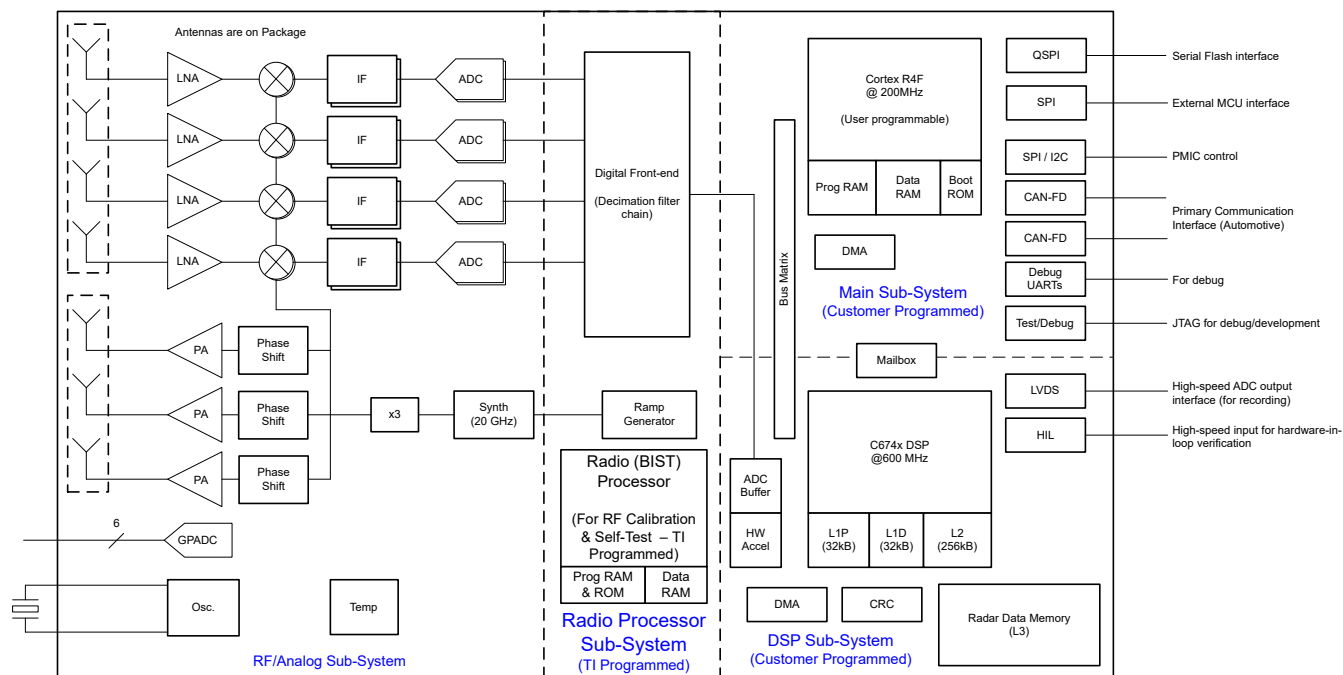 Antennas are on Package
LNA
IF
ADC
LNA
IF
ADC
LNA
IF
ADC
LNA
IF
ADC
PA
Phase
Shift
PA
Phase
Shift
PA
Phase
Shift
x3
Synth
(20 GHz)
6
GPADC
Osc.
Temp
RF/Analog Sub-System
Digital Front-end
(Decimation filter
chain)
Ramp
Generator
Radio (BIST)
Processor
(For RF Calibration
& Self-Test – TI
Programmed)
Prog RAM
& ROM
Data
RAM
Radio Processor
Sub-System
(TI Programmed)
Bus Matrix
Cortex R4F
@ 200MHz
(User programmable)
Prog RAM
Data
RAM
Boot
ROM
DMA
Main Sub-System
(Customer Programmed)
Mailbox
C674x DSP
@600 MHz
L1P
(32kB)
L1D
(32kB)
L2
(256kB)
ADC
Buffer
HW
Accel
DMA
CRC
DSP Sub-System
(Customer Programmed)
Radar Data Memory
(L3)
QSPI
Serial Flash interface
SPI
External MCU interface
SPI / I2C
PMIC control
CAN-FD
CAN-FD
Primary Communication
Interface (Automotive)
Debug
UARTs
For debug
Test/Debug
JTAG for debug/development
LVDS
High-speed ADC output
interface (for recording)
HIL
High-speed input for hardware-in-
loop verification